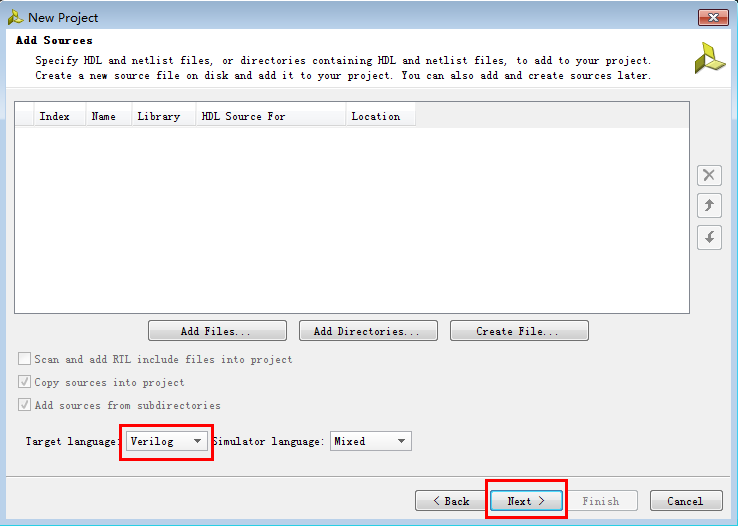 New Project
Add Sources
Specify HDL and netlist files, or directories containing HDL and netlist files, to add to your project.
Create a new source file on disk and add it to your project. You can also add and create sources later.
Index Name Library HDL Source For Location
Add Files... Add Directories... Create File...
Scan and add RTL include files into project
Copy sources into project
Add sources from subdirectories
Target language: Verilog Simulator language: Mixed
< Back Next > Finish Cancel